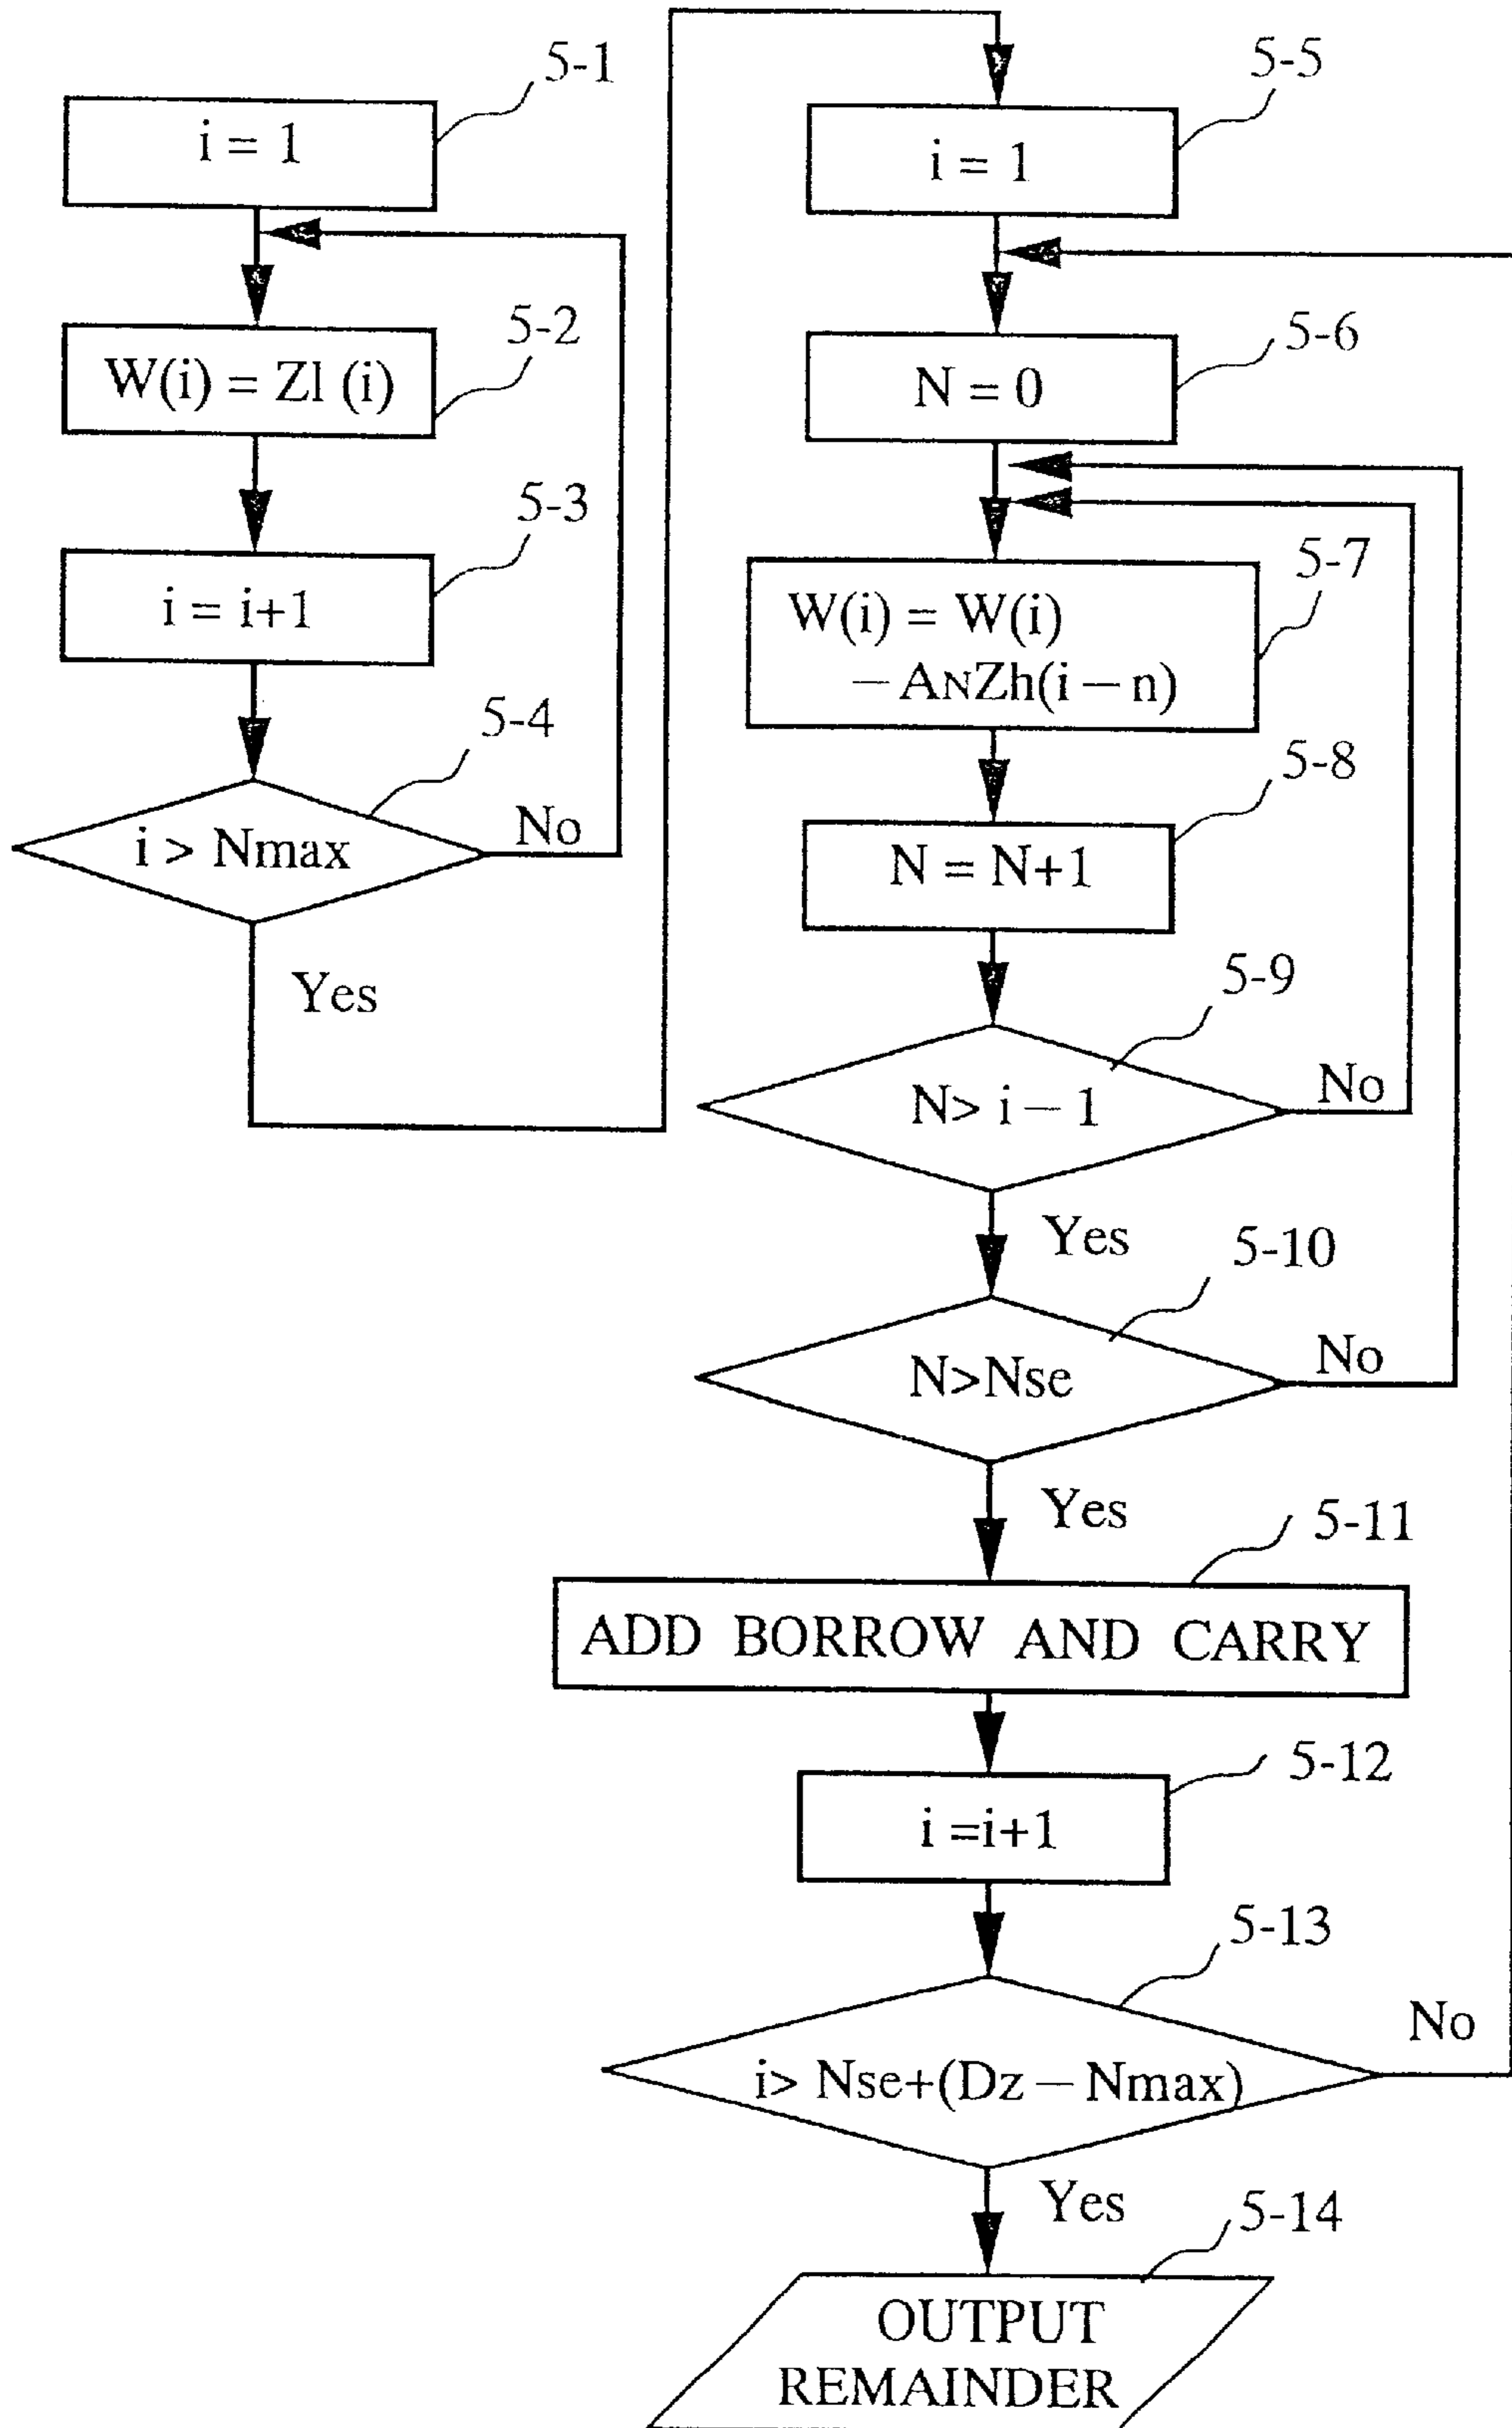 5-1
i = 1
5-2
W(i) = Zl (i)
5-3
i = i+1
5-4
i > Nmax
No
Yes
5-5
i = 1
5-6
N = 0
5-7
W(i) = W(i)
– ANZh(i – n)
5-8
N = N+1
5-9
N> i – 1
No
Yes
5-10
N>Nse
No
Yes
5-11
ADD BORROW AND CARRY
5-12
i =i+1
5-13
i> Nse+(Dz – Nmax)
No
Yes
5-14
OUTPUT
REMAINDER